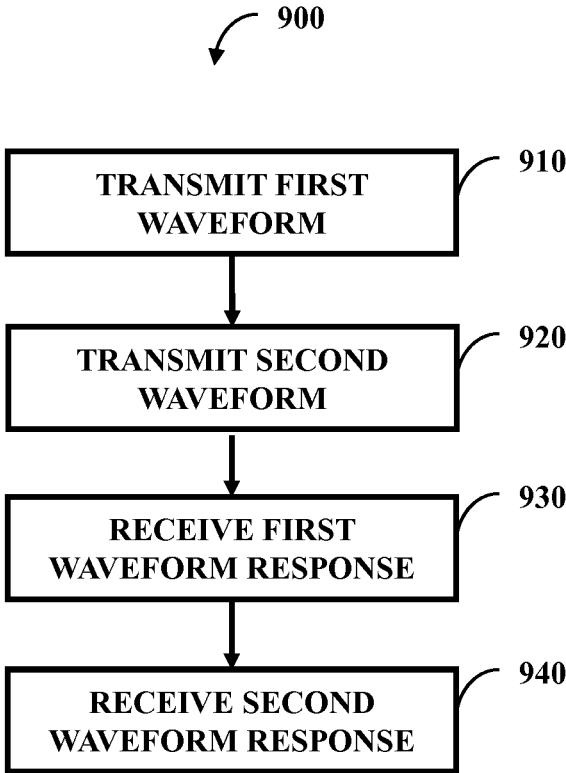 900
TRANSMIT FIRST
WAVEFORM
910
TRANSMIT SECOND
WAVEFORM
920
RECEIVE FIRST
WAVEFORM RESPONSE
930
RECEIVE SECOND
WAVEFORM RESPONSE
940